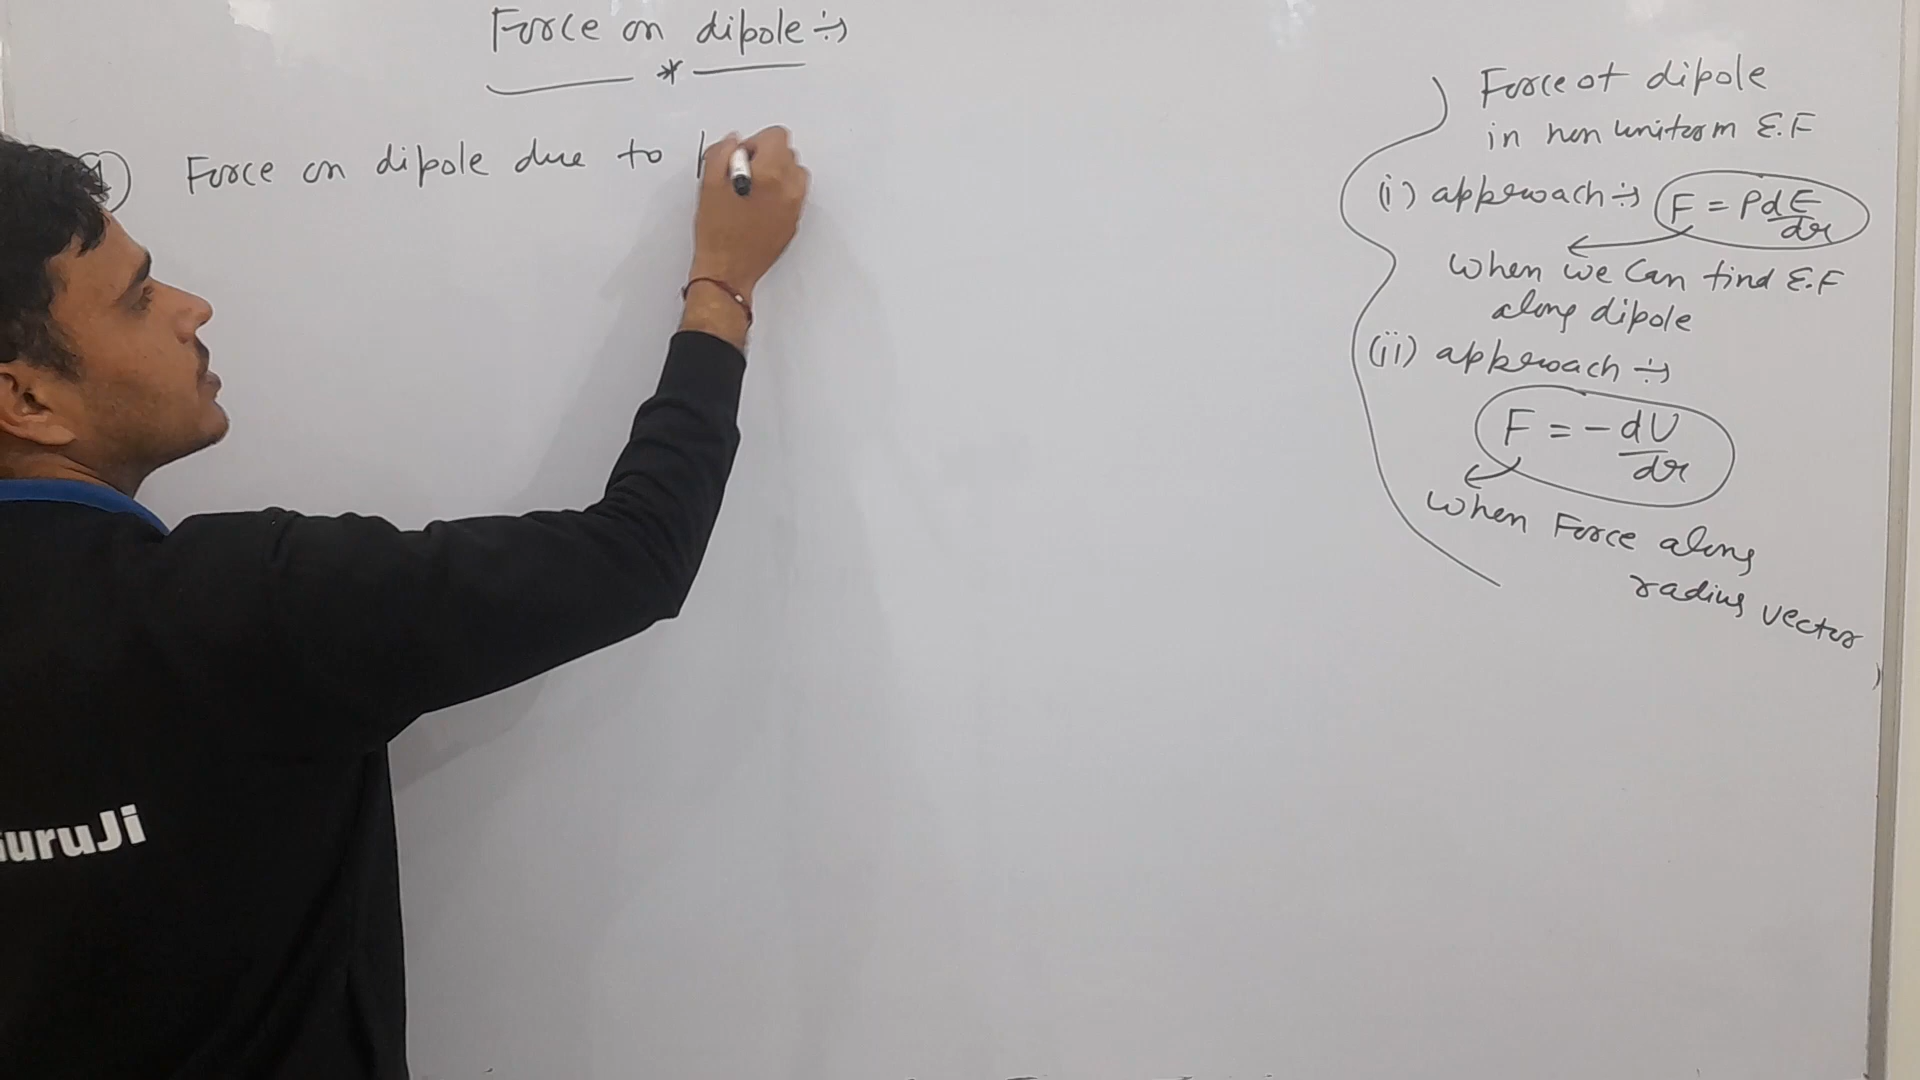 Force on dipole ÷
*
1) Force on dipole due to
Force of dipole
in non uniform E.F
(i) approach ÷ F = PdE/dr
when we can find E.F
along dipole
(ii) approach ÷
F = -dU/dr
when Force along
radius vector
uruJi